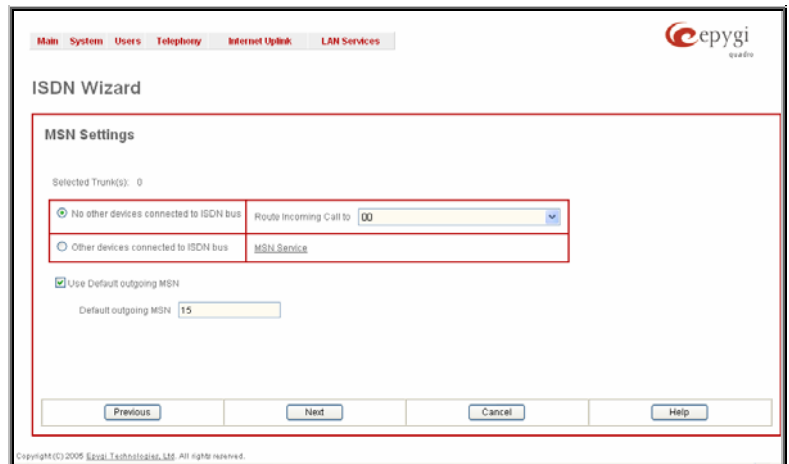 Main System Users Telephony Internet Uplink LAN Services
epygi
quadro
ISDN Wizard
MSN Settings
Selected Trunk(s): 0
No other devices connected to ISDN bus Route Incoming Call to 00
Other devices connected to ISDN bus MSN Service
Use Default outgoing MSN
Default outgoing MSN 15
Previous Next Cancel Help
Copyright (C) 2005 Epygi Technologies, Ltd. All rights reserved.